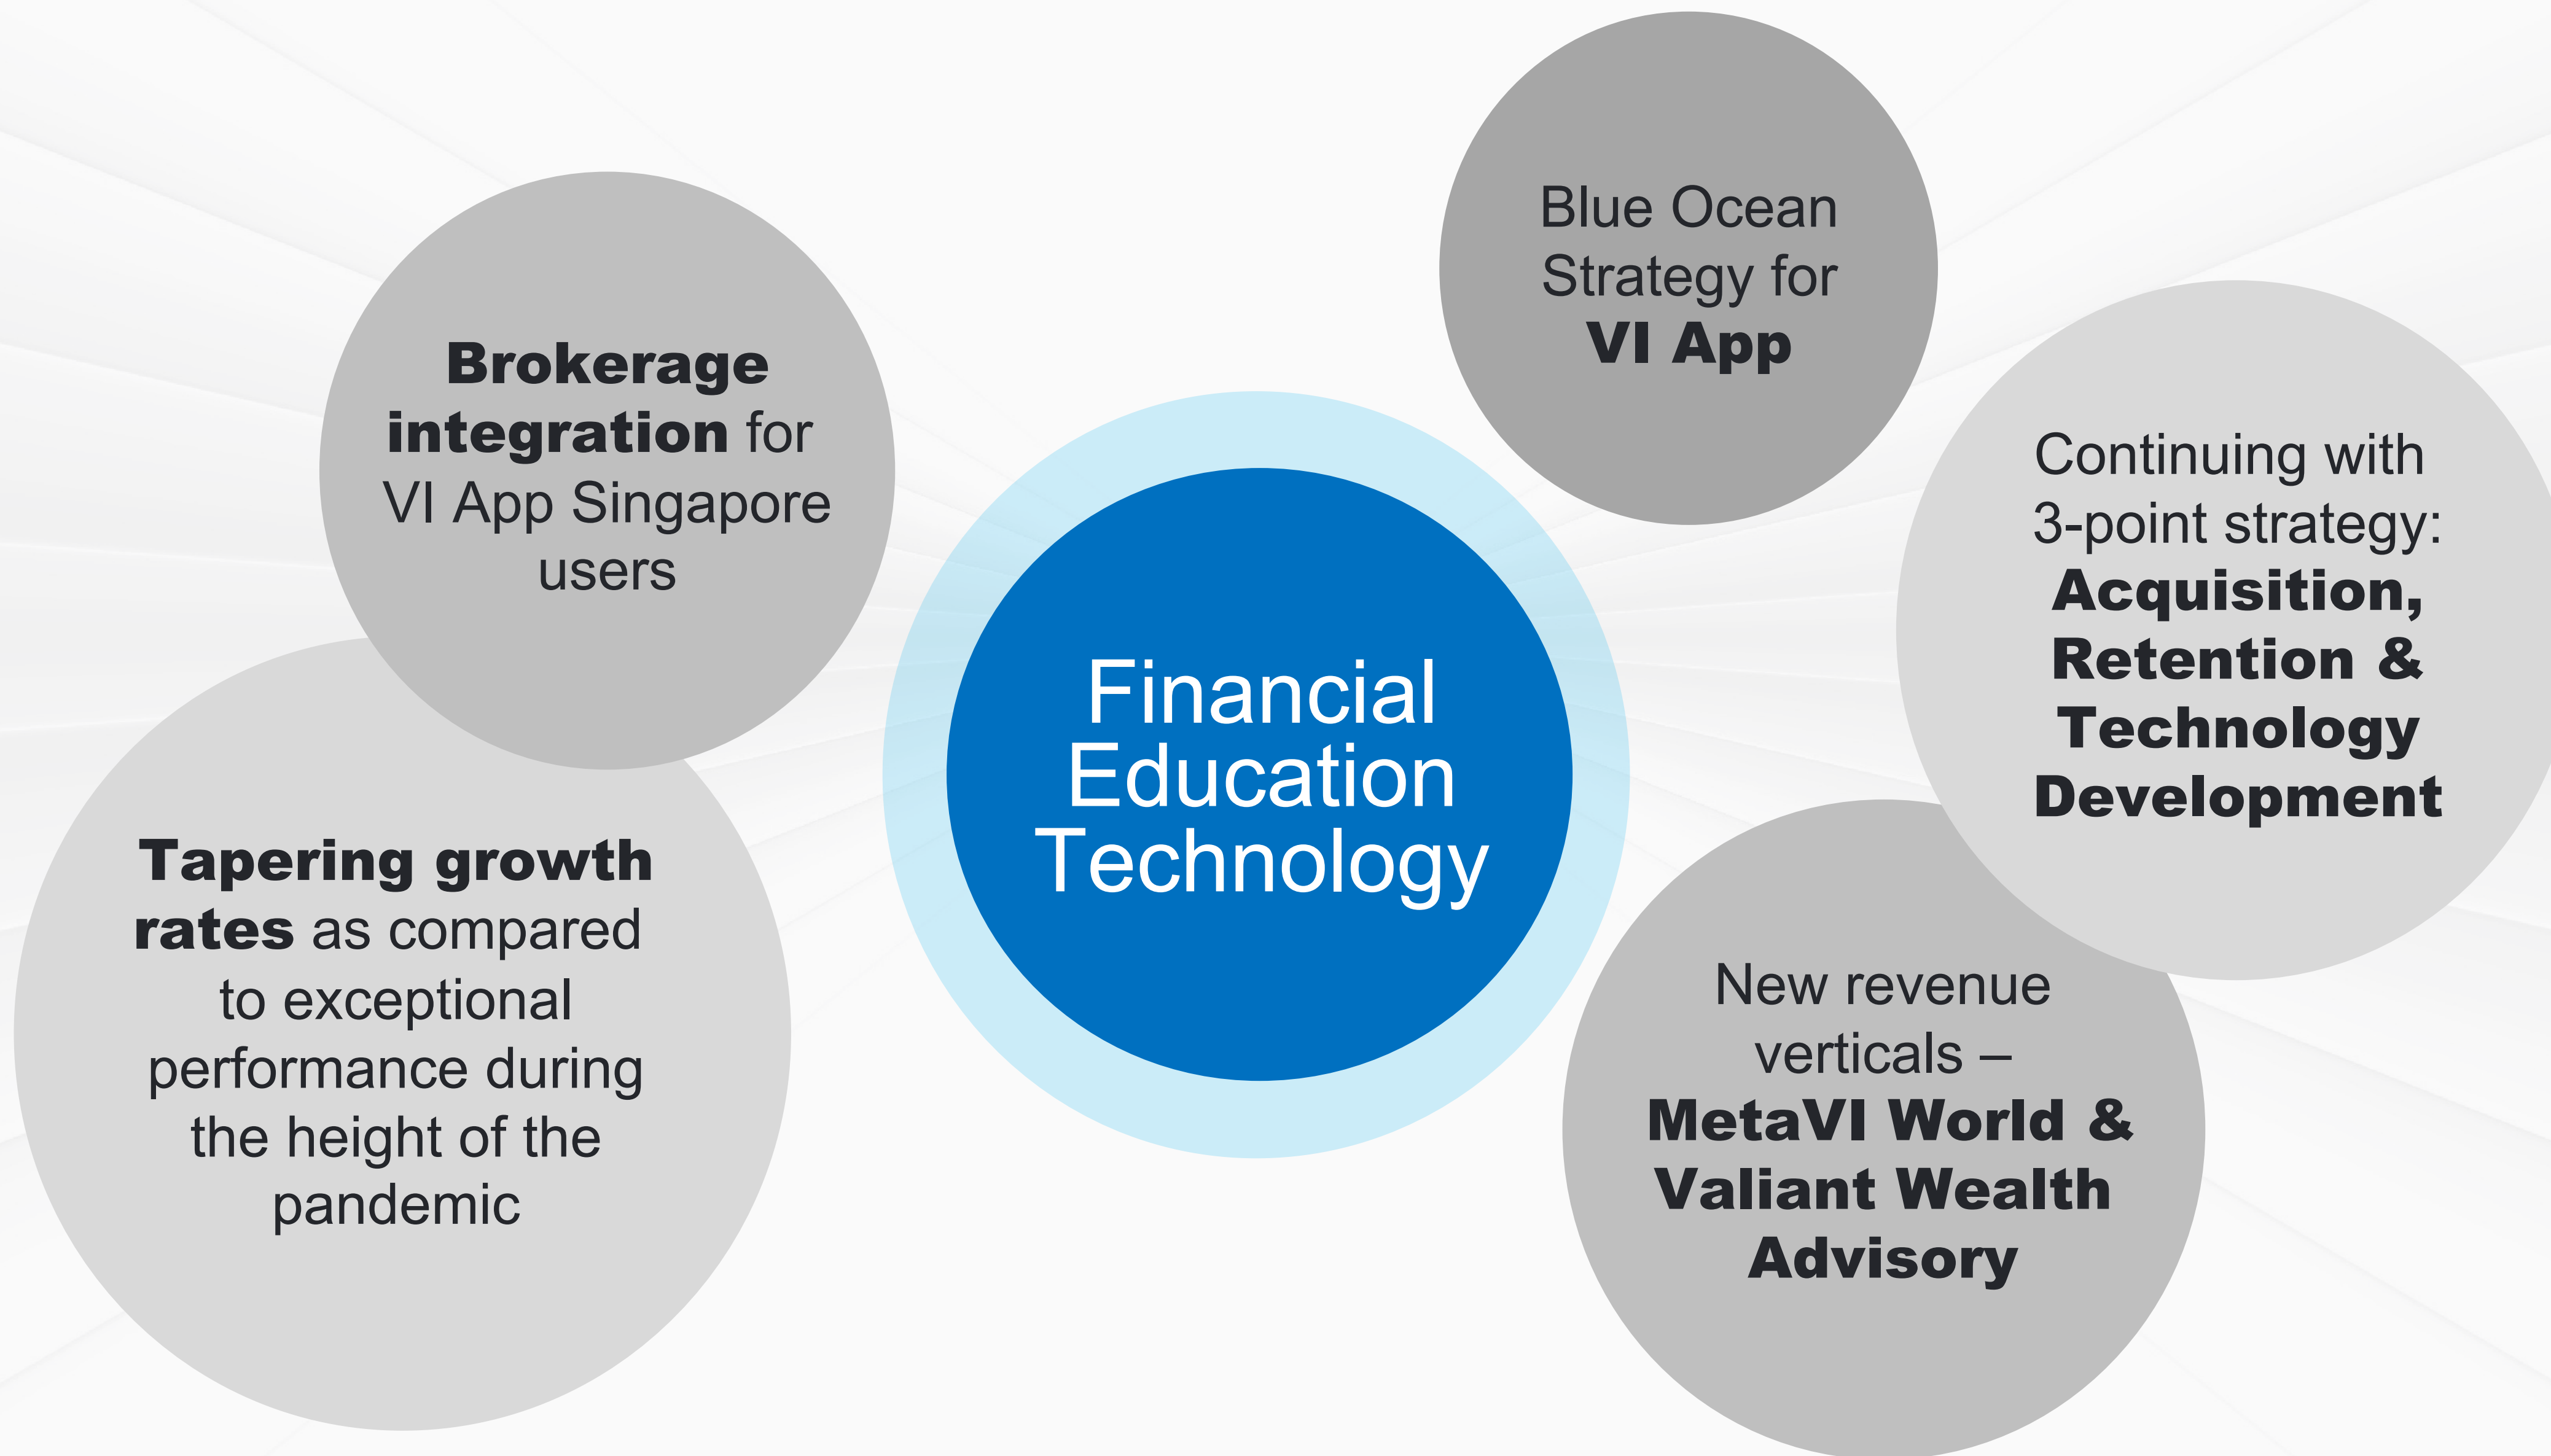 Blue Ocean
Strategy for
VI App
Brokerage
integration for
VI App Singapore
users
Continuing with
3-point strategy:
Acquisition,
Retention &
Technology
Development
Financial
Education
Technology
Tapering growth
rates as compared
to exceptional
performance during
the height of the
pandemic
New revenue
verticals –
MetaVI World &
Valiant Wealth
Advisory